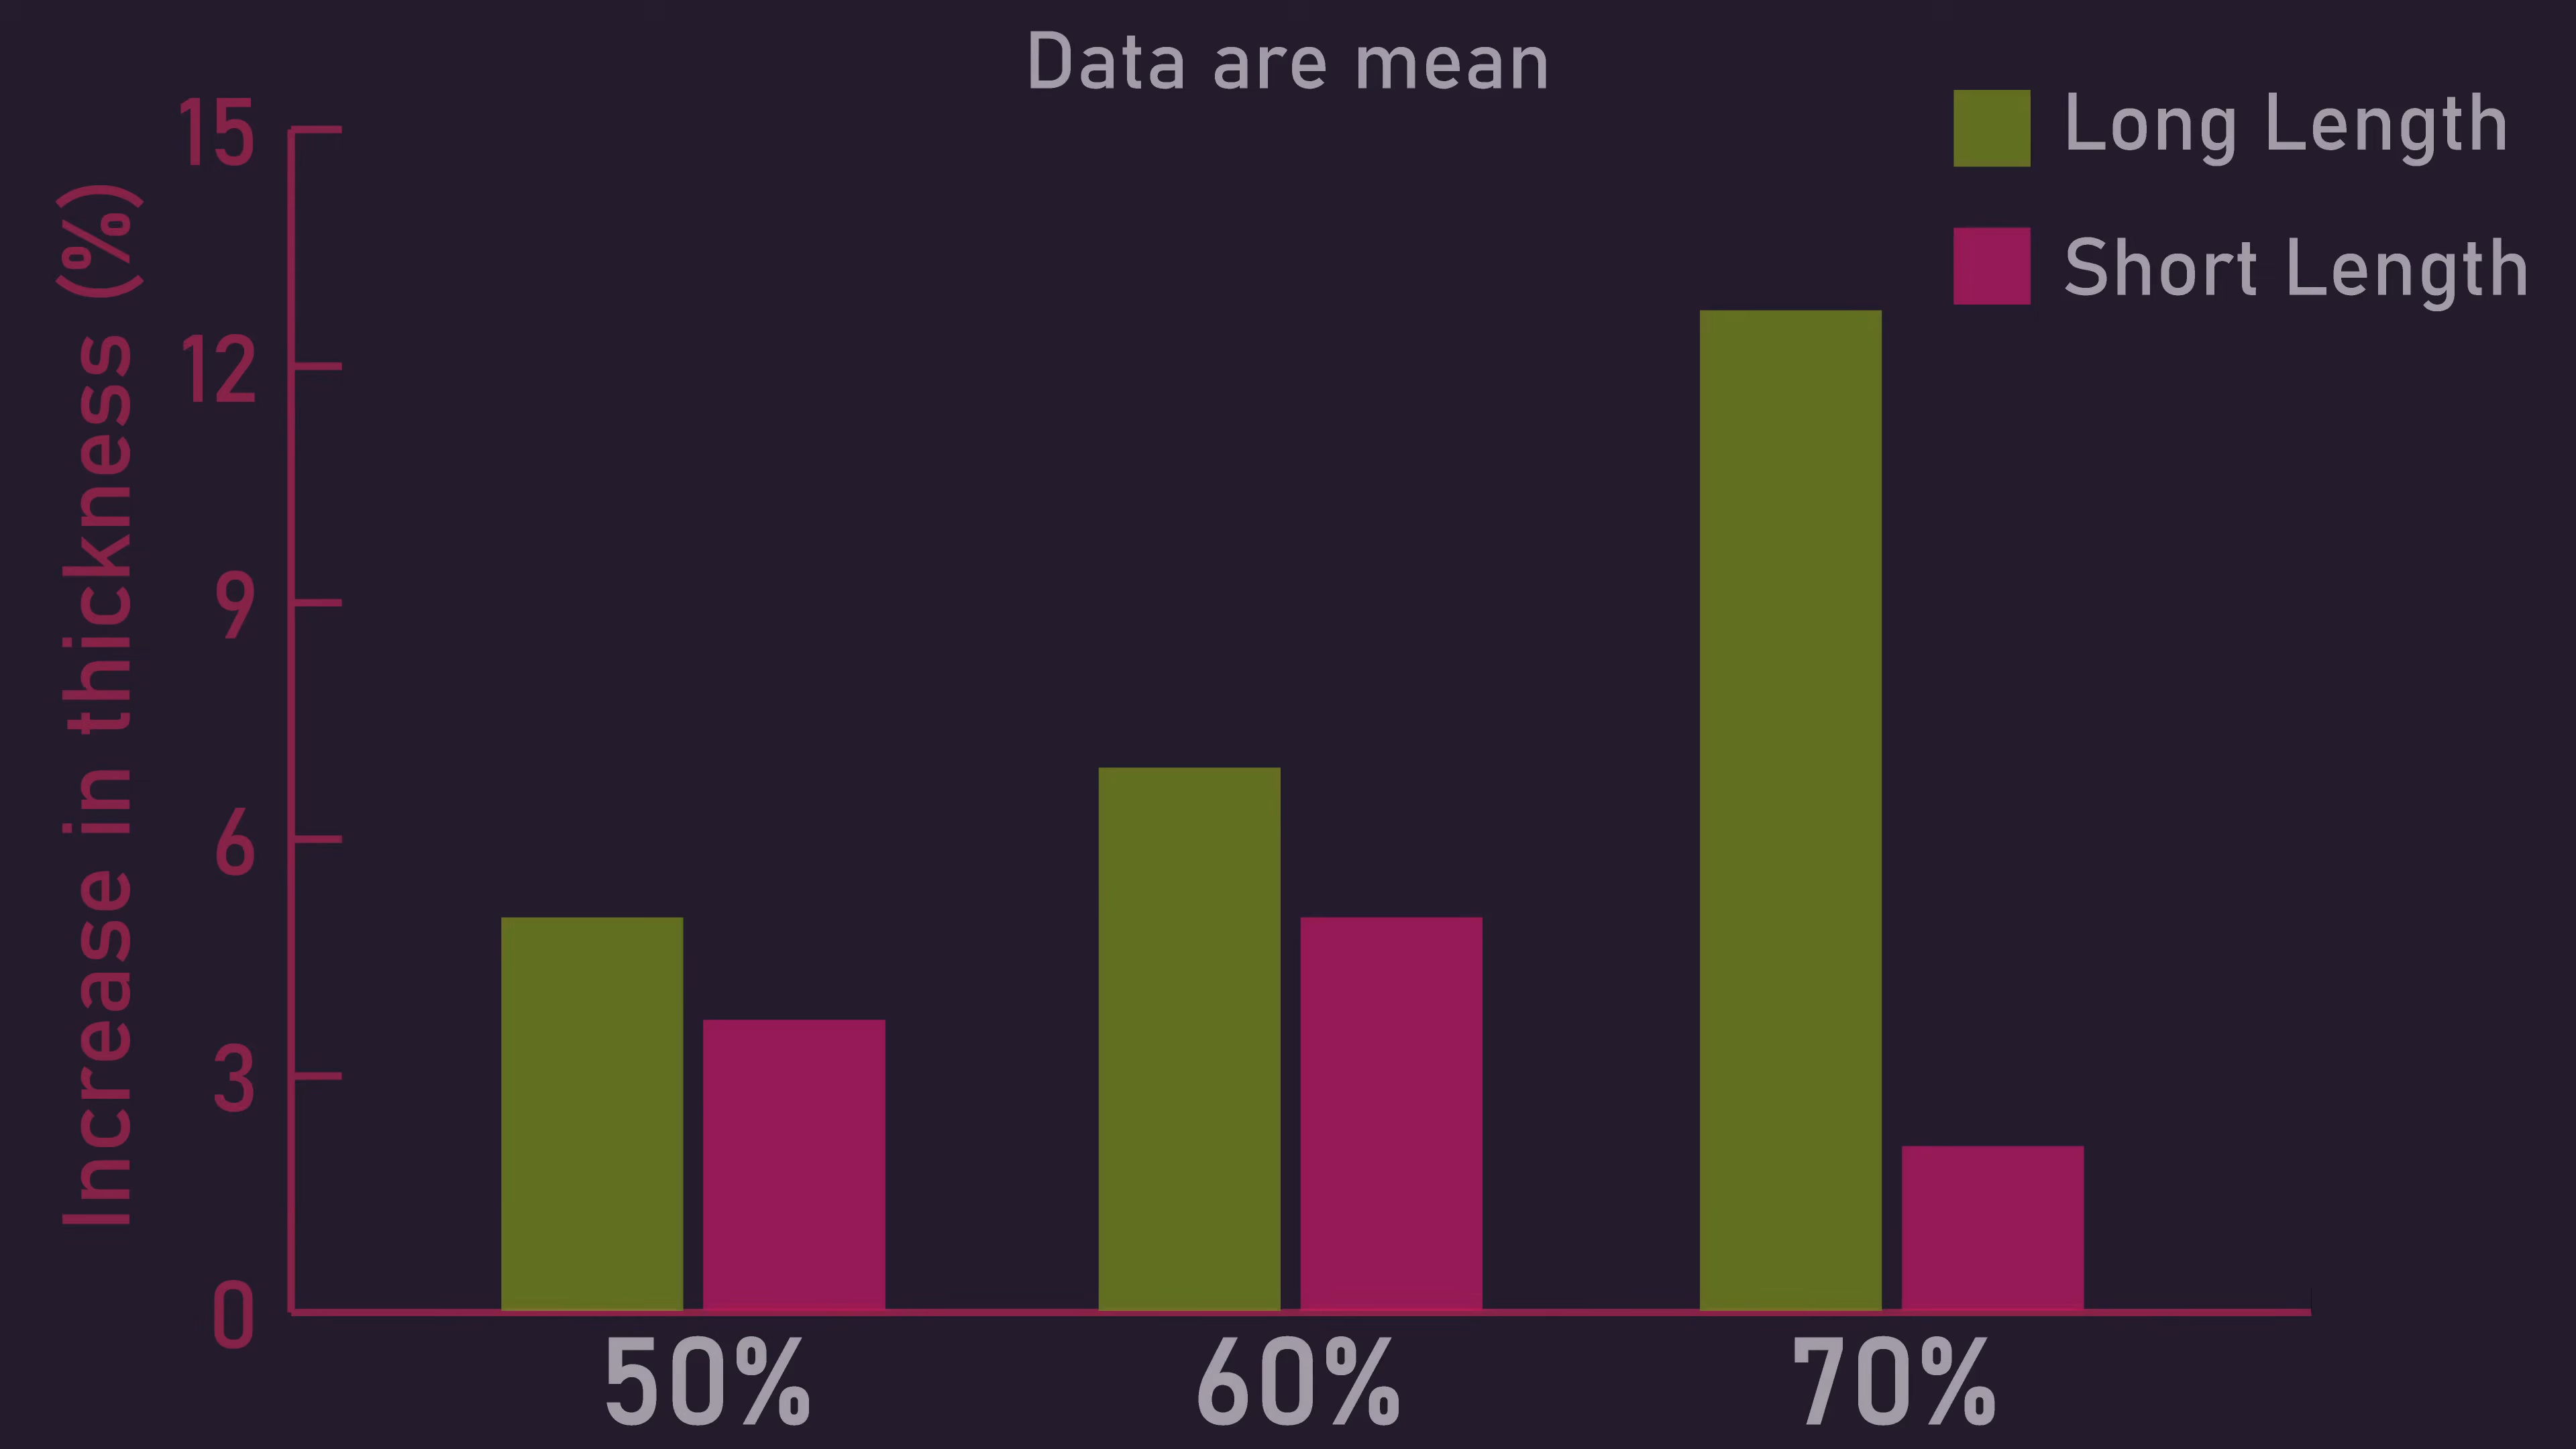 Data are mean
Long Length
Short Length
Increase in thickness (%)
15
12
9
6
3
0
50%
60%
70%